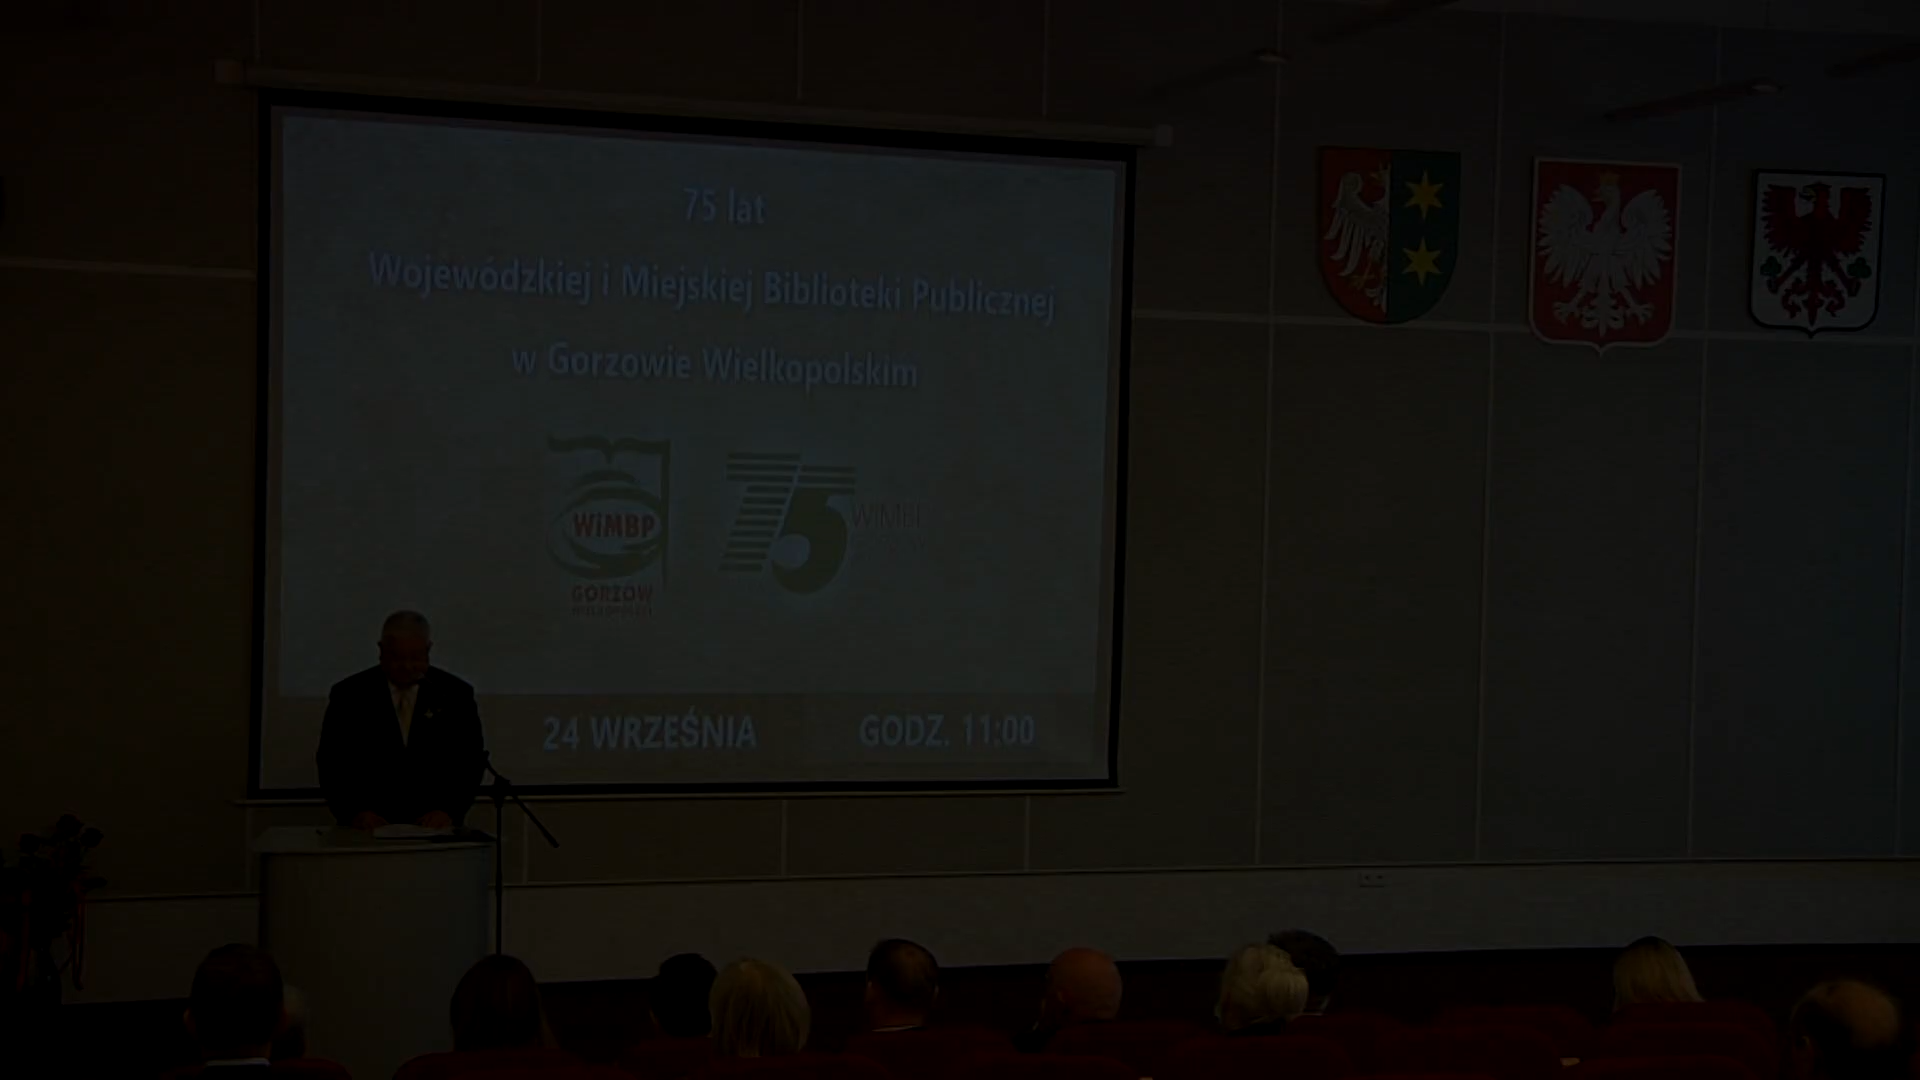 75 lat
Wojewódzkiej i Miejskiej Biblioteki Publicznej
w Gorzowie Wielkopolskim
WiMBP
GORZÓW
75
24 WRZEŚNIA GODZ. 11:00